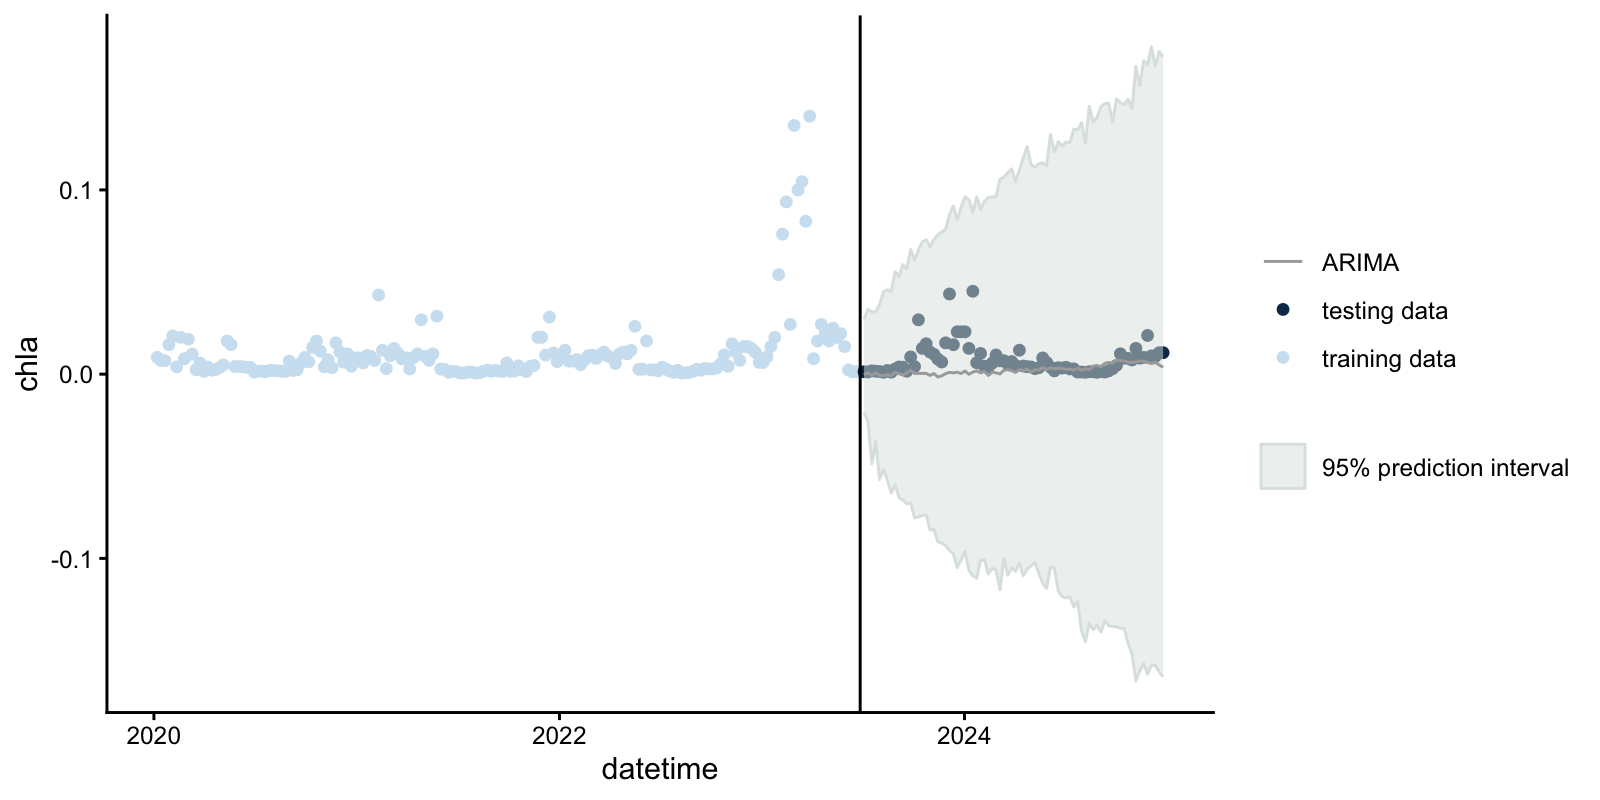 0.1
0.0
-0.1
chla
2020
2022
2024
datetime
ARIMA
testing data
training data
95% prediction interval